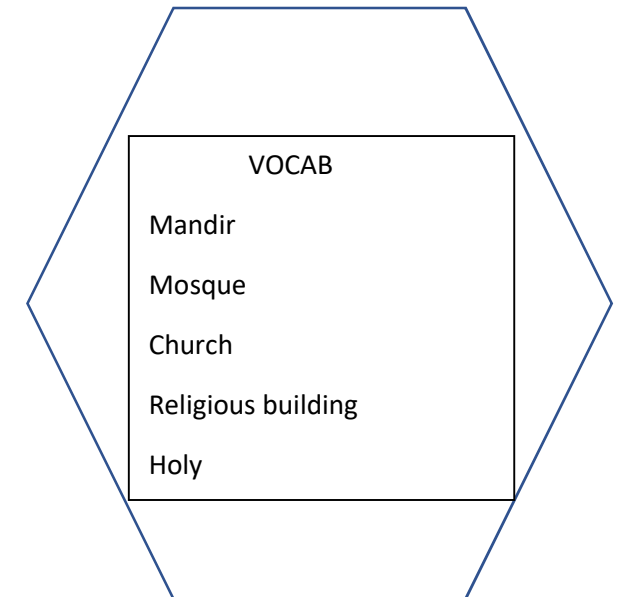 VOCAB
Mandir
Mosque
Church
Religious building
Holy